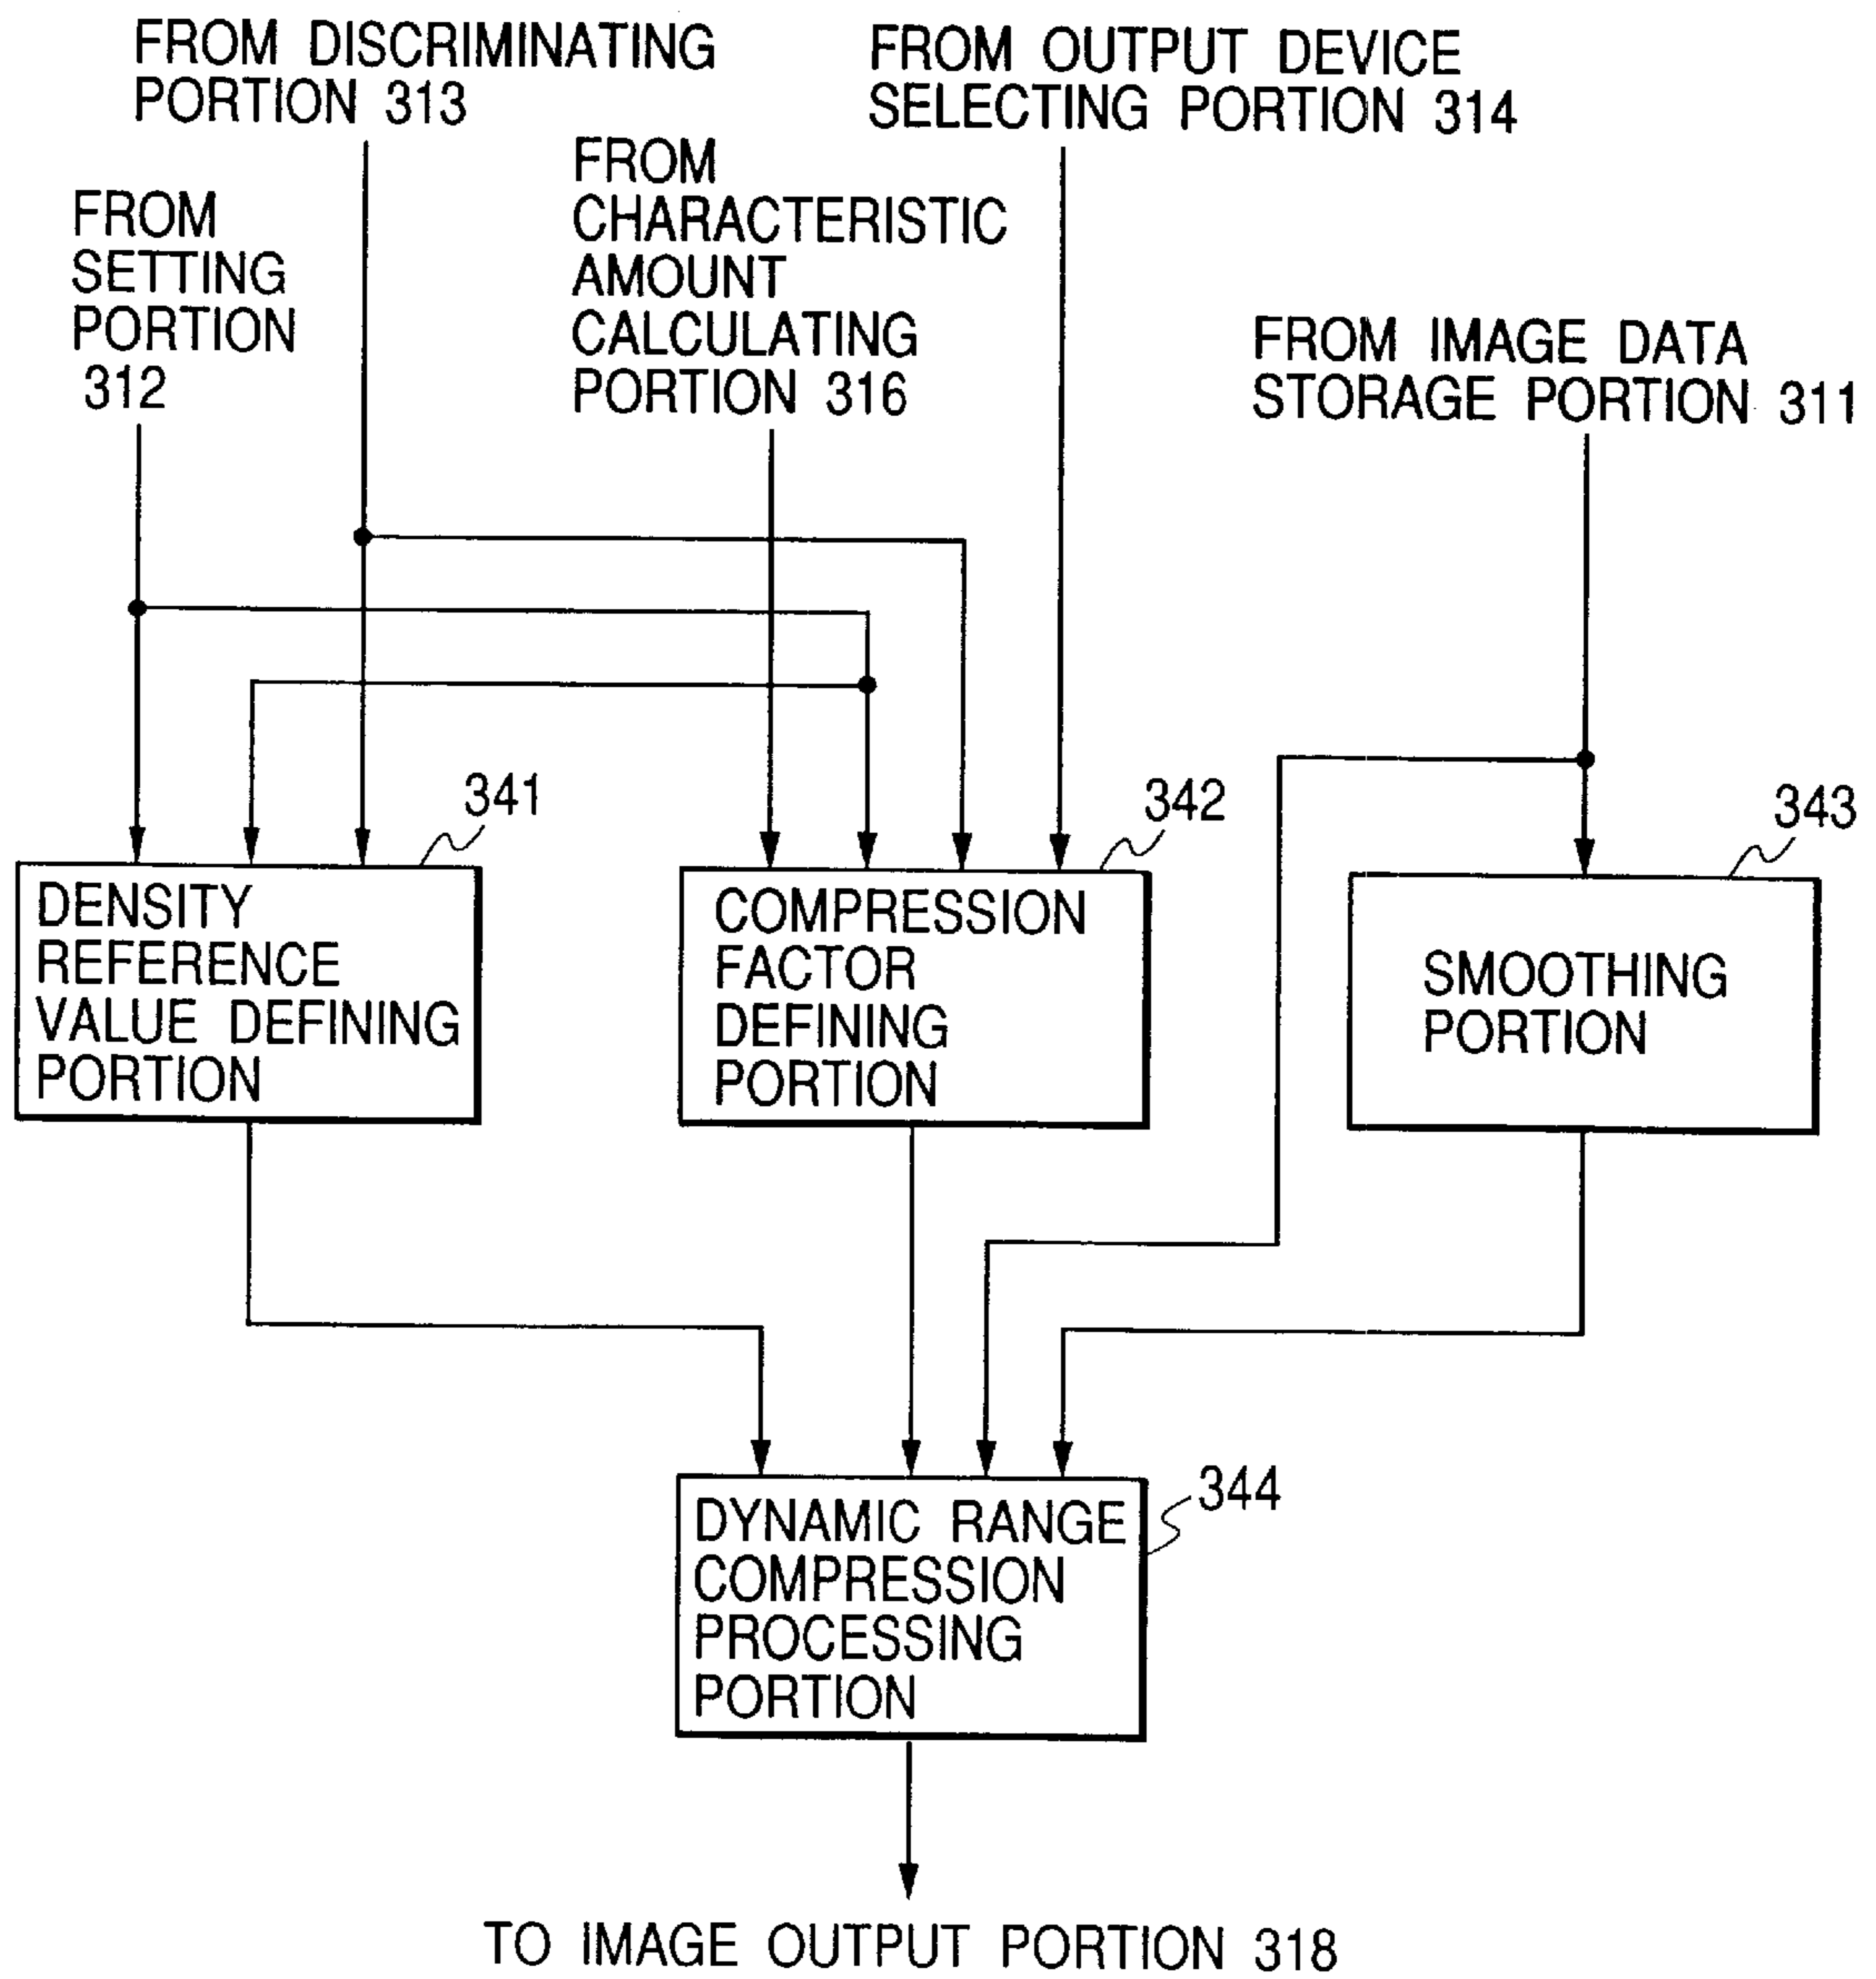 FROM DISCRIMINATING
PORTION 313
FROM OUTPUT DEVICE
SELECTING PORTION 314
FROM
SETTING
PORTION
312
FROM
CHARACTERISTIC
AMOUNT
CALCULATING
PORTION 316
FROM IMAGE DATA
STORAGE PORTION 311
341
342
343
DENSITY
REFERENCE
VALUE DEFINING
PORTION
COMPRESSION
FACTOR
DEFINING
PORTION
SMOOTHING
PORTION
344
DYNAMIC RANGE
COMPRESSION
PROCESSING
PORTION
TO IMAGE OUTPUT PORTION 318